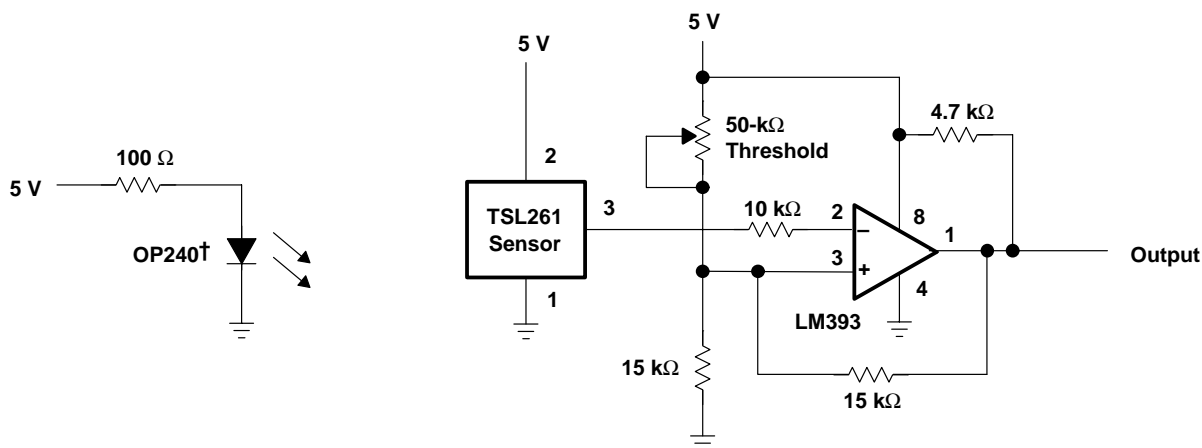 5 V
100 Ω
OP240†
5 V
2
TSL261
Sensor
3
1
5 V
50-kΩ
Threshold
4.7 kΩ
10 kΩ
2
8
1
3
4
−
+
LM393
Output
15 kΩ
15 kΩ